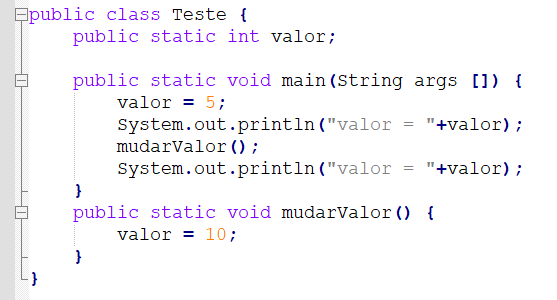 public class Teste {
public static int valor;
public static void main(String args []) {
valor = 5;
System.out.println("valor = "+valor);
mudarValor();
System.out.println("valor = "+valor);
}
public static void mudarValor() {
valor = 10;
}
}